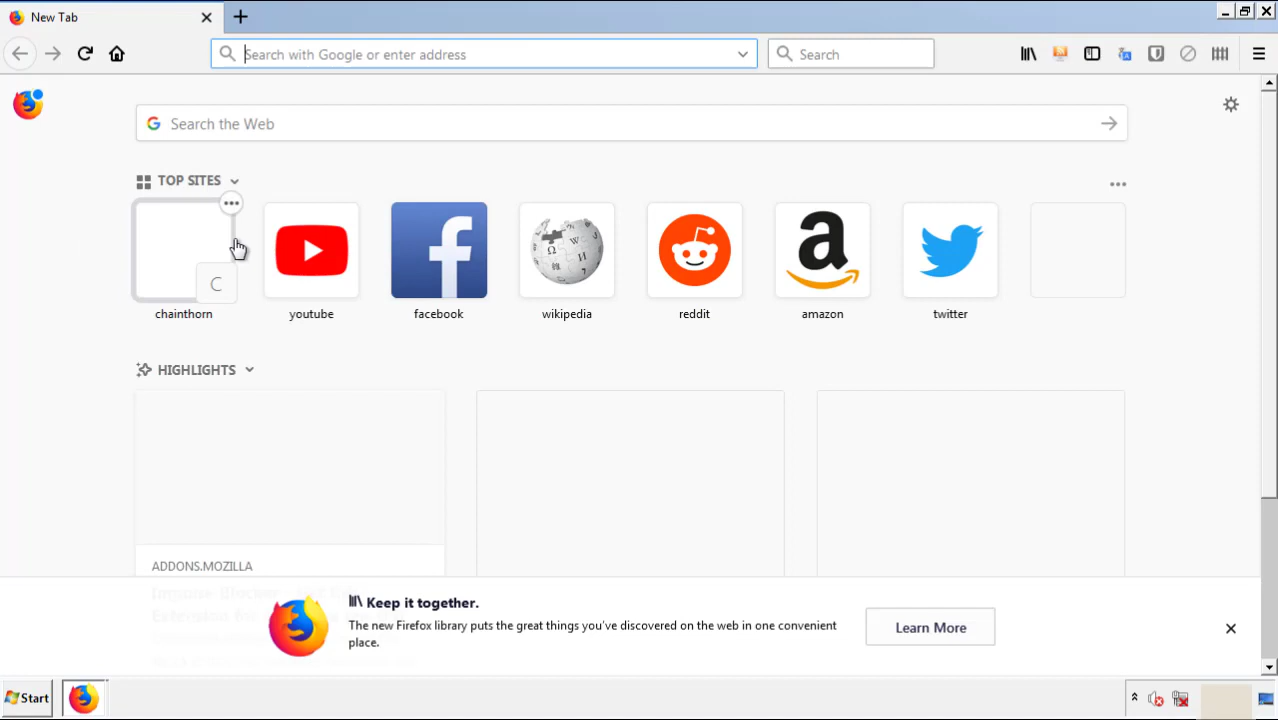 New Tab
Search with Google or enter address
Search
Search the Web
TOP SITES
C
chainthorn
youtube
facebook
wikipedia
reddit
amazon
twitter
HIGHLIGHTS
ADDONS.MOZILLA
Keep it together.
The new Firefox library puts the great things you've discovered on the web in one convenient
place.
Learn More
Start